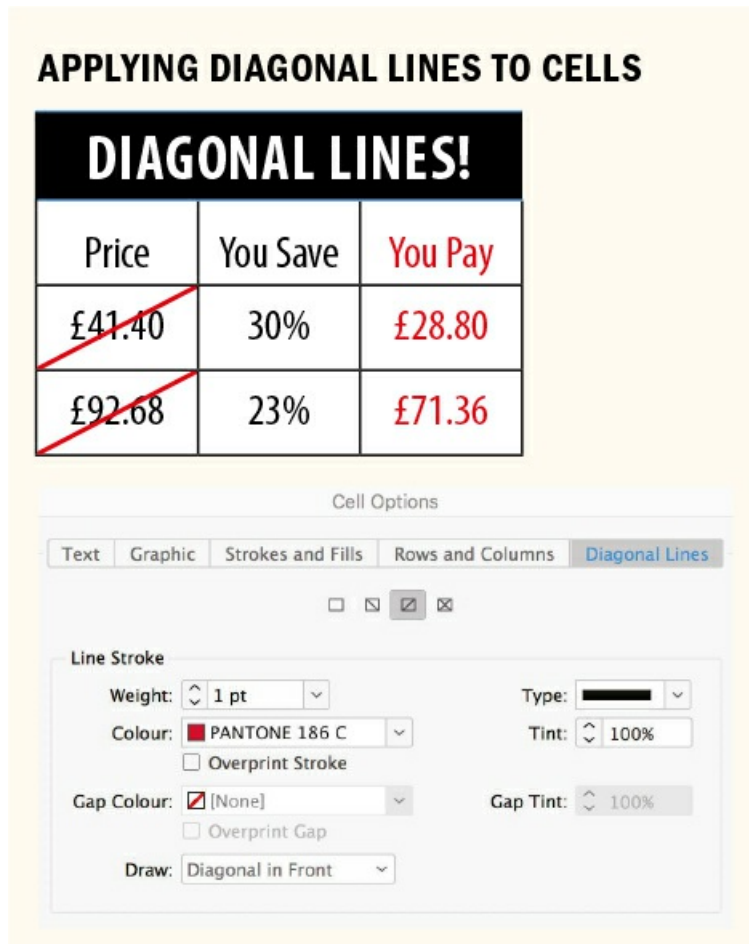 APPLYING DIAGONAL LINES TO CELLS
DIAGONAL LINES!
Price You Save You Pay
£41.40 30% £28.80
£92.68 23% £71.36
Cell Options
Text Graphic Strokes and Fills Rows and Columns Diagonal Lines
Line Stroke
Weight: 1 pt Type:
Colour: PANTONE 186 C Tint: 100%
Overprint Stroke
Gap Colour: [None] Gap Tint: 100%
Overprint Gap
Draw: Diagonal in Front